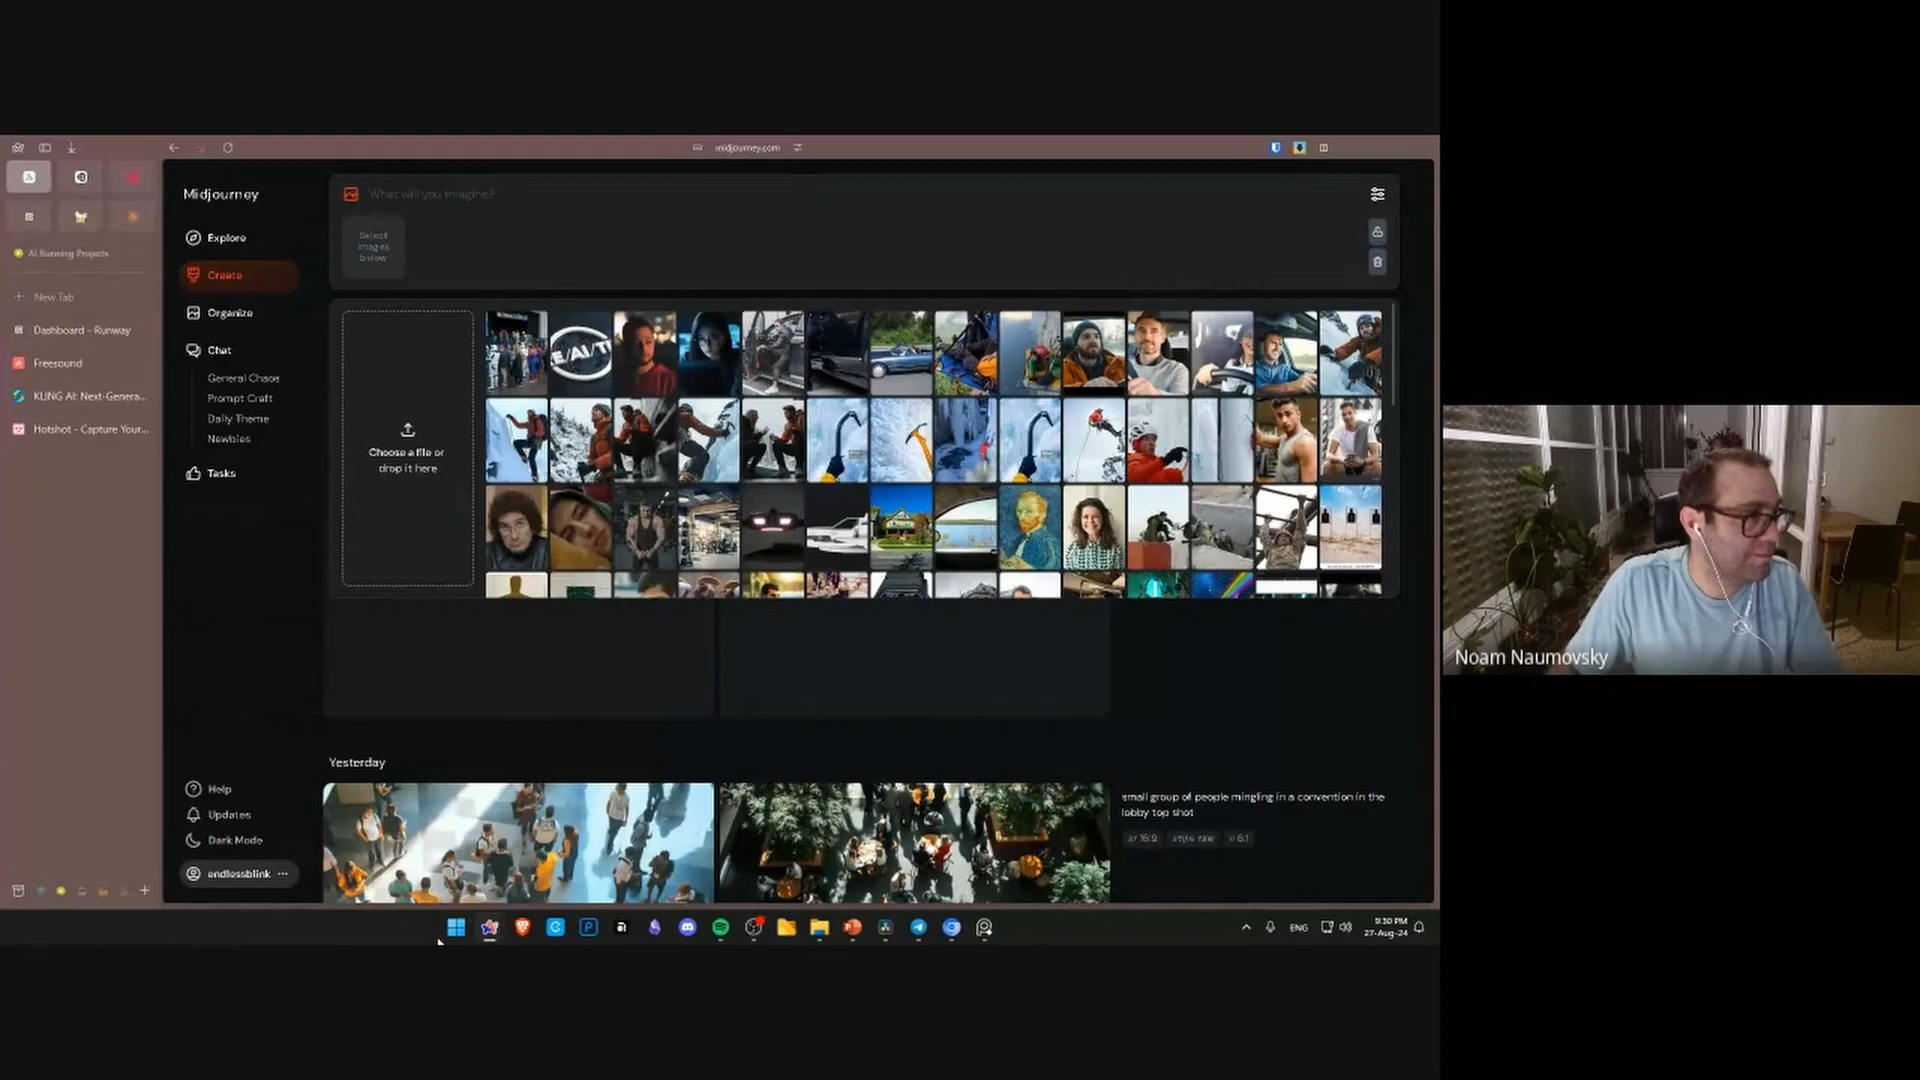 midjourney.com
Midjourney
What will you imagine?
Select
images
below
Explore
Create
Organize
Chat
General Chaos
Prompt Craft
Daily Theme
Newbies
Tasks
AI Running Projects
New Tab
Dashboard - Runway
Freesound
KLING AI: Next-Genera...
Hotshot - Capture Your...
Choose a file or
drop it here
Yesterday
small group of people mingling in a convention in the
lobby top shot
ar 16:9
style raw
v 6.1
Help
Updates
Dark Mode
endlessblink
ENG
9:30 PM
27-Aug-24
Noam Naumovsky